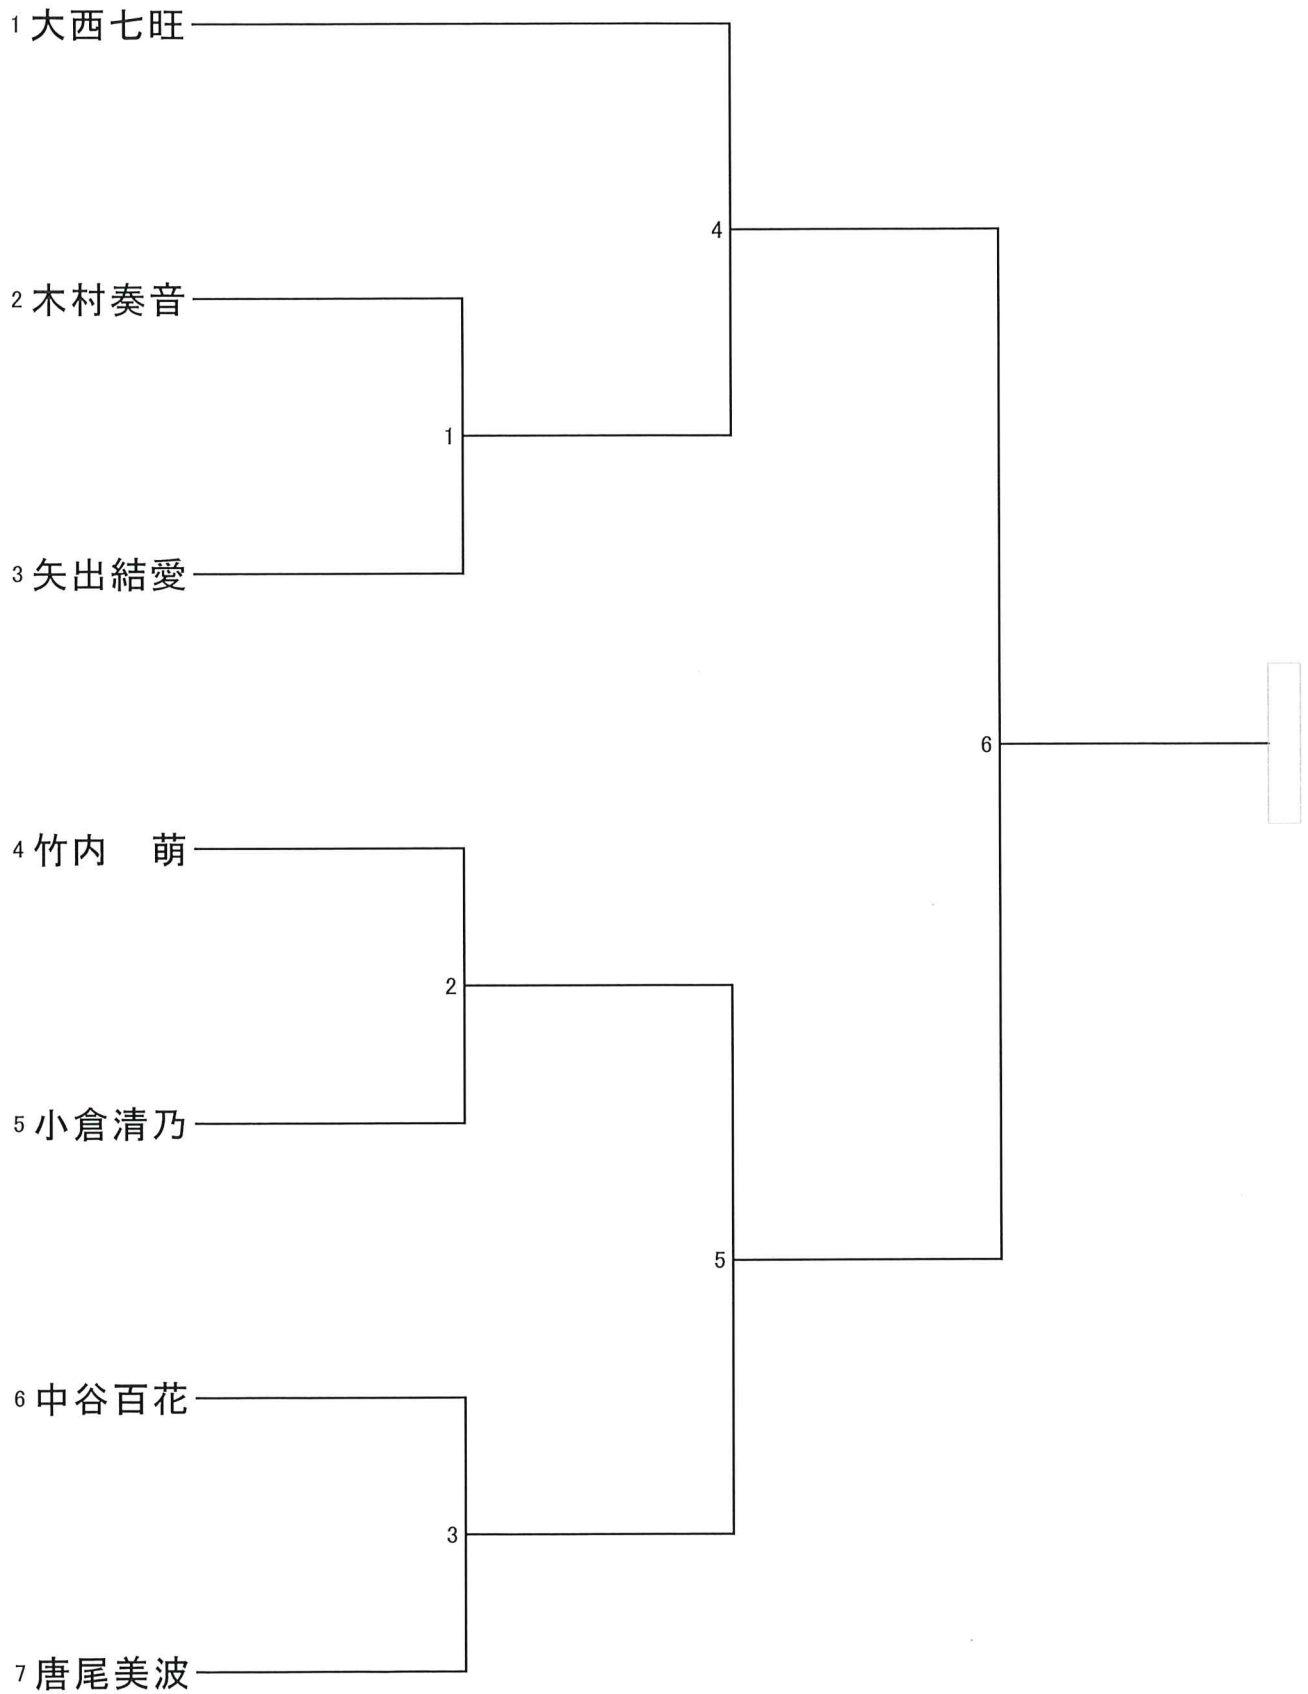 1 大西七旺
4
2 木村奏音
1
3 矢出結愛
6
4 竹内　萌
2
5 小倉清乃
5
6 中谷百花
3
7 唐尾美波